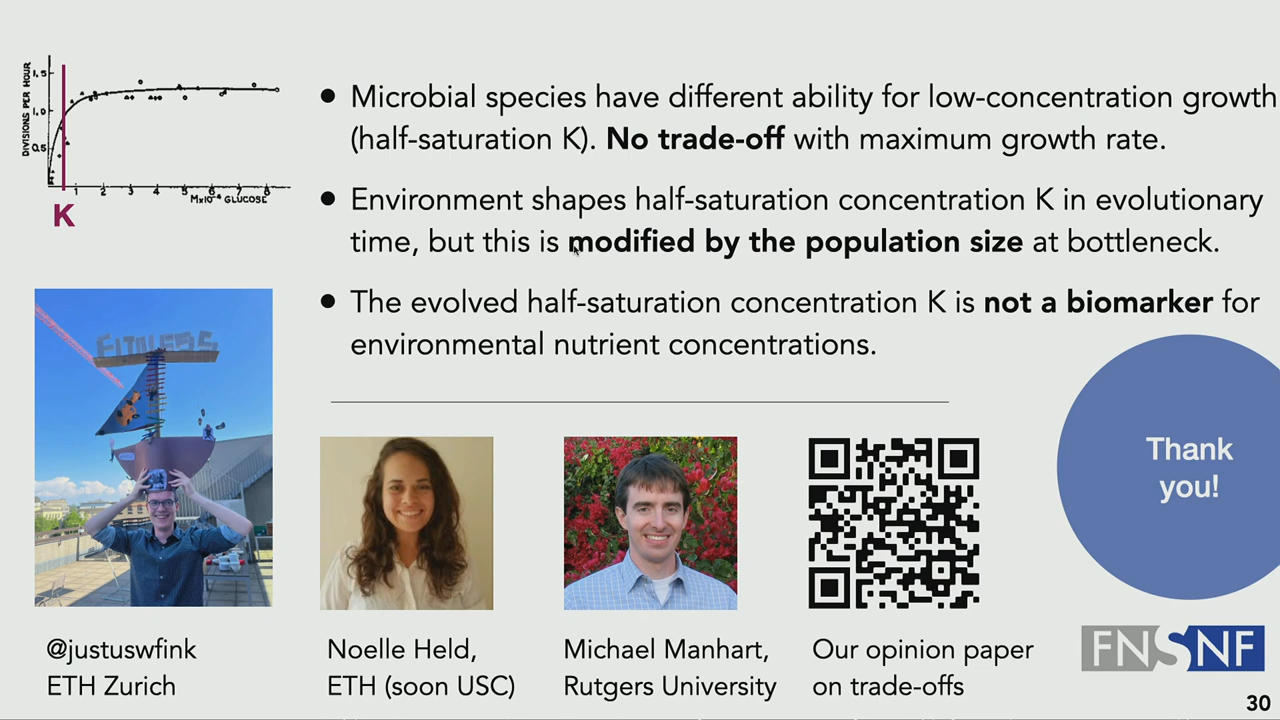 DIVISIONS PER HOUR
1.5
1.0
0.5
1 2 3 4 5 6 7 8
M×10⁻⁴ GLUCOSE
K
• Microbial species have different ability for low-concentration growth
(half-saturation K). No trade-off with maximum growth rate.
• Environment shapes half-saturation concentration K in evolutionary
time, but this is modified by the population size at bottleneck.
• The evolved half-saturation concentration K is not a biomarker for
environmental nutrient concentrations.
Thank
you!
@justuswfink
ETH Zurich
Noelle Held,
ETH (soon USC)
Michael Manhart,
Rutgers University
Our opinion paper
on trade-offs
FNSNF
30